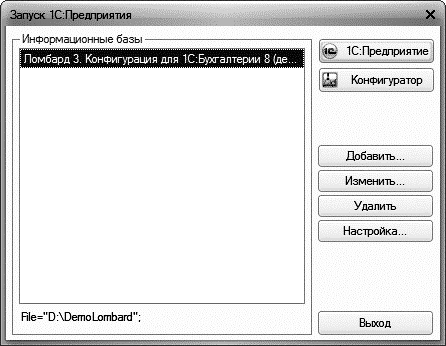 Запуск 1С:Предприятия
Информационные базы
Ломбард 3. Конфигурация для 1С:Бухгалтерии 8 (де...
1С:Предприятие
Конфигуратор
Добавить...
Изменить...
Удалить
Настройка...
File="D:\DemoLombard";
Выход